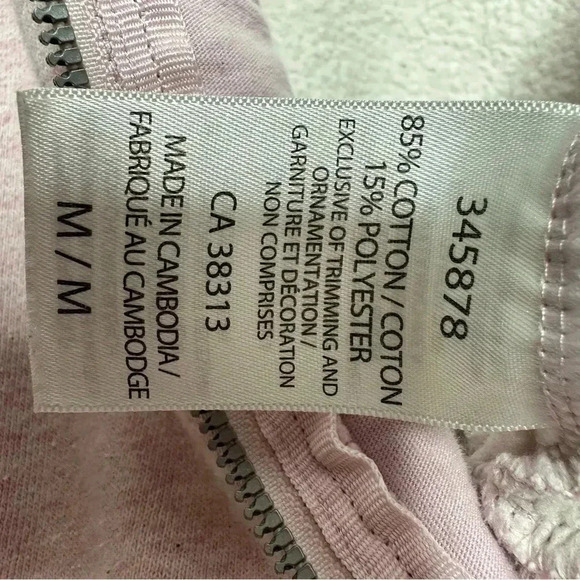 345878
85% COTTON / COTON
15% POLYESTER
EXCLUSIVE OF TRIMMING AND
ORNAMENTATION /
GARNITURE ET DÉCORATION
NON COMPRISES
CA 38313
MADE IN CAMBODIA /
FABRIQUÉ AU CAMBODGE
M / M